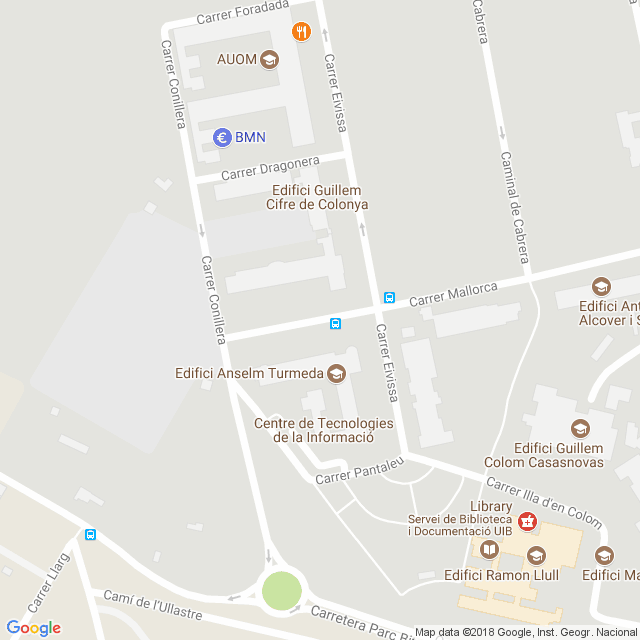 Carrer Foradada
Cabrera
AUOM
Carrer Conillera
Carrer Eivissa
BMN
Carrer Dragonera
Edifici Guillem
Cifre de Colonya
Caminal de Cabrera
Carrer Conillera
Carrer Mallorca
Edifici Ant
Alcover i S
Carrer Eivissa
Edifici Anselm Turmeda
Centre de Tecnologies
de la Informació
Edifici Guillem
Colom Casasnovas
Carrer Pantaleu
Carrer Illa d'en Colom
Library
Servei de Biblioteca
i Documentació UIB
Edifici Ramon Llull
Edifici Ma
Carrer Llarg
Camí de l'Ullastre
Carretera Parc Bit
Google
Map data ©2018 Google, Inst. Geogr. Nacional